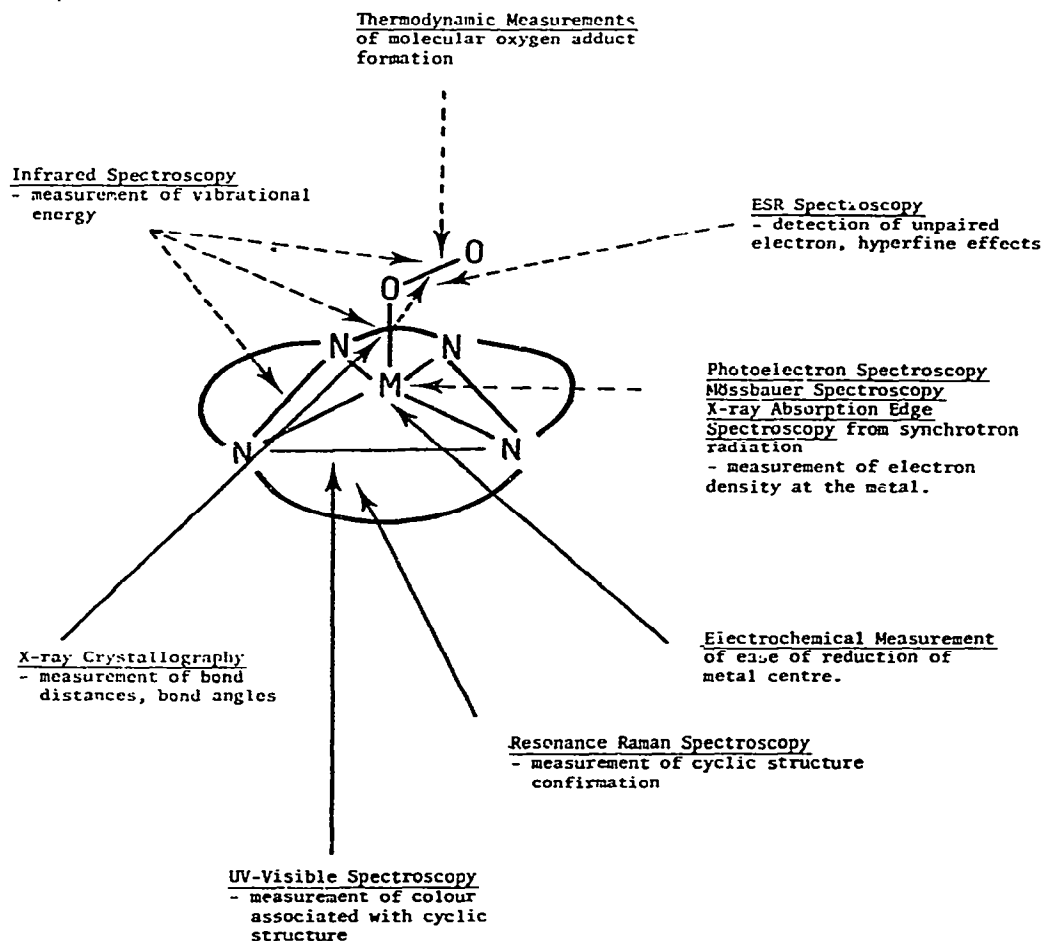 Thermodynamic Measurements
of molecular oxygen adduct
formation
Infrared Spectroscopy
- measurement of vibrational
energy
ESR Spectroscopy
- detection of unpaired
electron, hyperfine effects
O
O
N
N
M
N
N
Photoelectron Spectroscopy
Mössbauer Spectroscopy
X-ray Absorption Edge
Spectroscopy from synchrotron
radiation
- measurement of electron
density at the metal.
X-ray Crystallography
- measurement of bond
distances, bond angles
Electrochemical Measurement
of ease of reduction of
metal centre.
Resonance Raman Spectroscopy
- measurement of cyclic structure
confirmation
UV-Visible Spectroscopy
- measurement of colour
associated with cyclic
structure